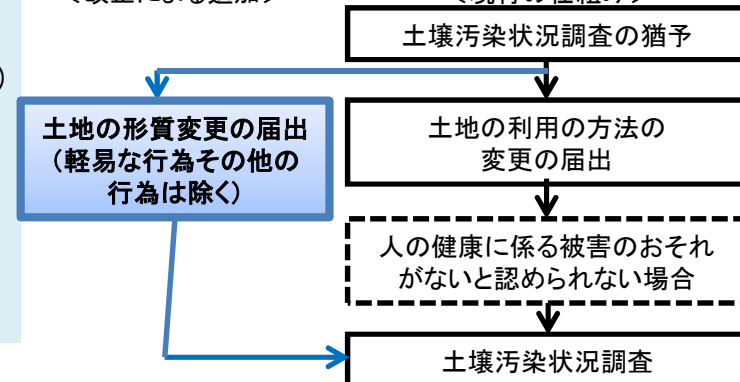 土壌汚染状況調査の猶予
土地の形質変更の届出
（軽易な行為その他の
行為は除く）
土地の利用の方法の
変更の届出
人の健康に係る被害のおそれ
がないと認められない場合
土壌汚染状況調査